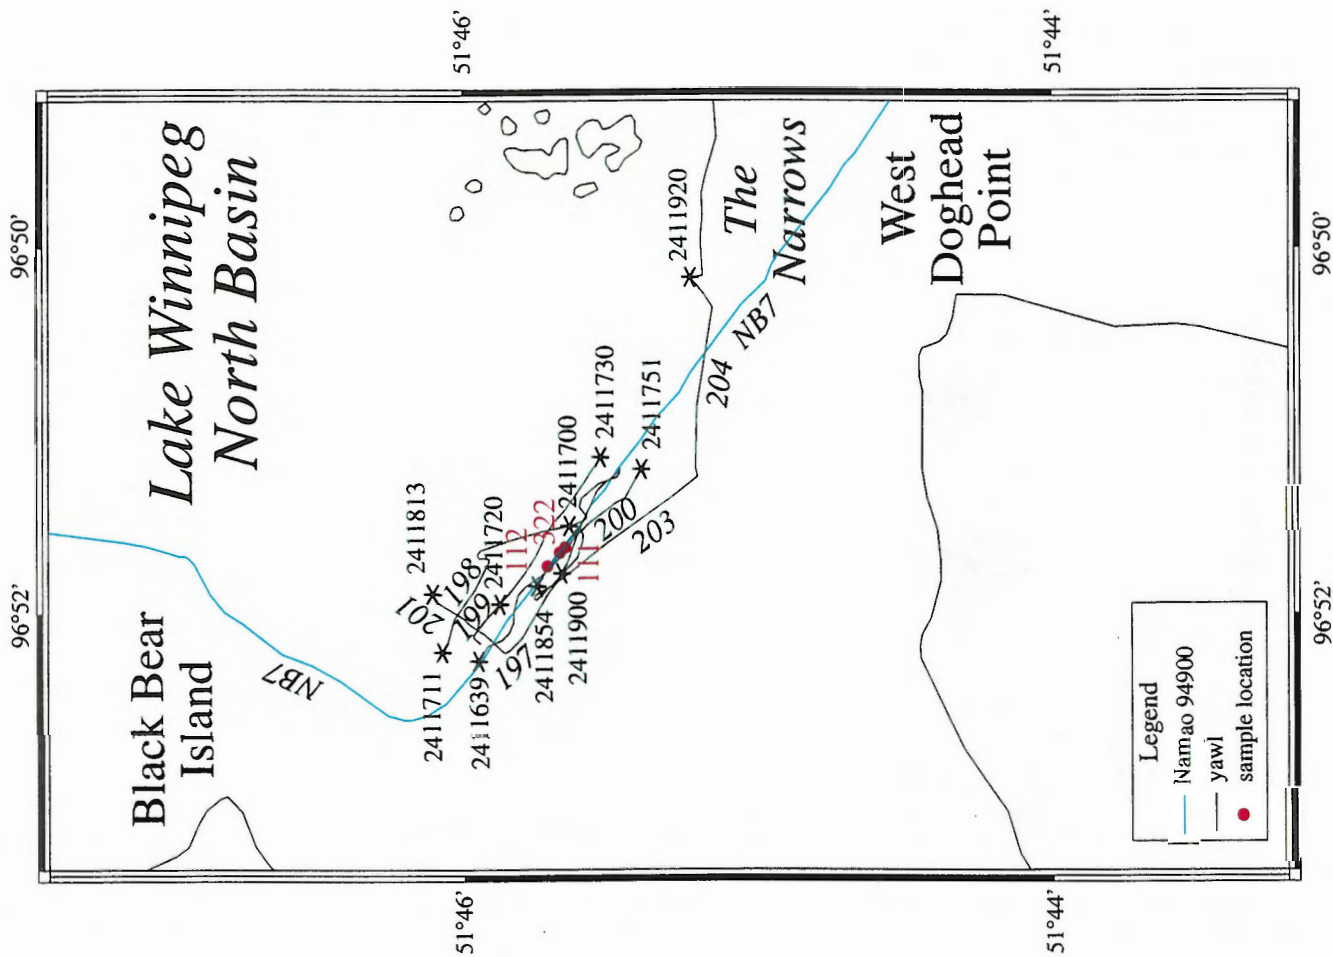 96°52'
96°50'
51°46'
51°46'
Black Bear
Island
Lake Winnipeg
North Basin
NB7
2411711
2411813
201
198
2411639
199
2411720
197
112
322
2411700
2411730
111
2411854
2411900
200
2411751
203
204
2411920
NB7
The
Narrows
West
Doghead
Point
Legend
Namao 94900
yawl
sample location
51°44'
51°44'
96°52'
96°50'